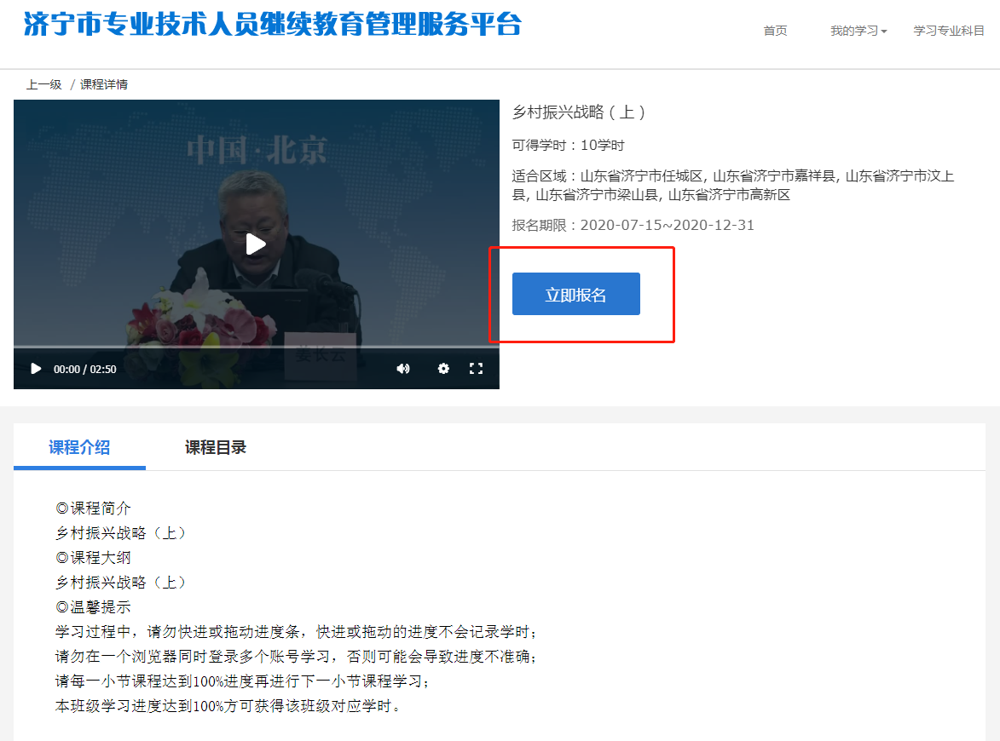 济宁市专业技术人员继续教育管理服务平台
首页 我的学习 学习专业科目
上一级 / 课程详情
中国·北京
姜长云
00:00 / 02:50
乡村振兴战略（上）
可得学时：10学时
适合区域：山东省济宁市任城区, 山东省济宁市嘉祥县, 山东省济宁市汶上
县, 山东省济宁市梁山县, 山东省济宁市高新区
报名期限：2020-07-15~2020-12-31
立即报名
课程介绍 课程目录
◎课程简介
乡村振兴战略（上）
◎课程大纲
乡村振兴战略（上）
◎温馨提示
学习过程中，请勿快进或拖动进度条，快进或拖动的进度不会记录学时；
请勿在一个浏览器同时登录多个账号学习，否则可能会导致进度不准确；
请每一小节课程达到100%进度再进行下一小节课程学习；
本班级学习进度达到100%方可获得该班级对应学时。